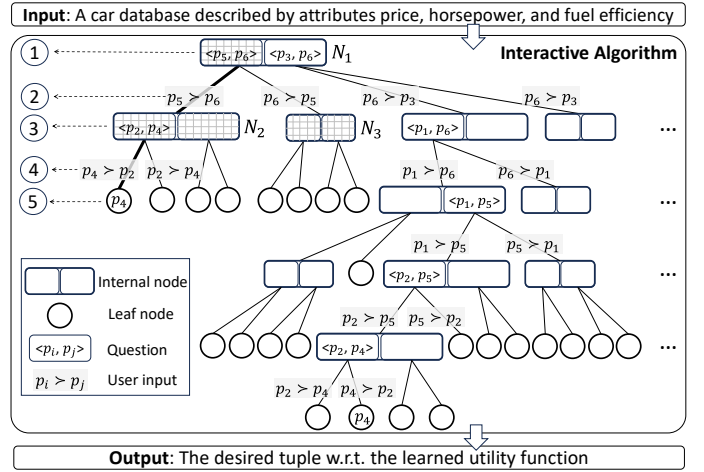 Input: A car database described by attributes price, horsepower, and fuel efficiency
1 <p5, p6> <p3, p6> N1 Interactive Algorithm
2 p5 ≻ p6 p6 ≻ p5 p6 ≻ p3 p6 ≻ p3
3 <p2, p4> N2 N3 <p1, p6> ...
4 p4 ≻ p2 p2 ≻ p4 p1 ≻ p6 p6 ≻ p1
5 p4 <p1, p5> ...
p1 ≻ p5 p5 ≻ p1
<p2, p5> ...
Internal node
Leaf node
p2 ≻ p5 p5 ≻ p2
<pi, pj> Question <p2, p4> ...
pi ≻ pj User input
p2 ≻ p4 p4 ≻ p2
p4
Output: The desired tuple w.r.t. the learned utility function